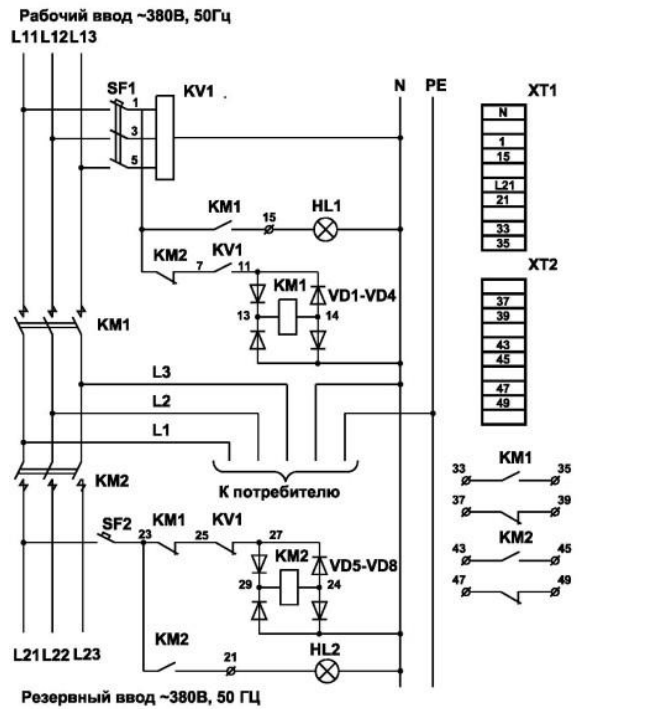 Рабочий ввод ~380В, 50Гц
L11 L12 L13
SF1
KV1
N
PE
XT1
1
3
5
N
1
15
L21
21
33
35
KM1
15
HL1
KM2
7
KV1
11
KM1
VD1-VD4
13
14
XT2
37
39
43
45
47
49
KM1
L3
L2
L1
KM2
К потребителю
33
KM1
35
37
39
KM2
43
45
47
49
SF2
23
KM1
25
KV1
27
KM2
VD5-VD8
29
24
KM2
21
HL2
L21 L22 L23
Резервный ввод ~380В, 50 ГЦ